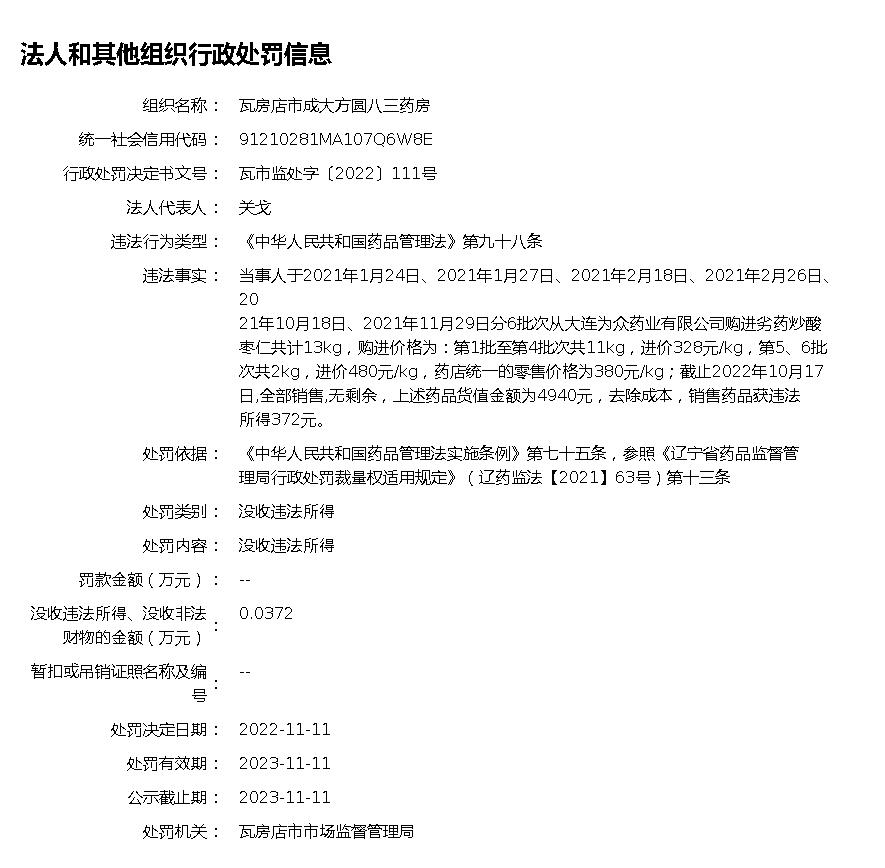 法人和其他组织行政处罚信息
组织名称： 瓦房店市成大方圆八三药房
统一社会信用代码： 91210281MA107Q6W8E
行政处罚决定书文号： 瓦市监处字〔2022〕111号
法人代表人： 关戈
违法行为类型： 《中华人民共和国药品管理法》第九十八条
违法事实： 当事人于2021年1月24日、2021年1月27日、2021年2月18日、2021年2月26日、
20
21年10月18日、2021年11月29日分6批次从大连为众药业有限公司购进劣药炒酸
枣仁共计13kg，购进价格为：第1批至第4批次共11kg，进价328元/kg，第5、6批
次共2kg，进价480元/kg，药店统一的零售价格为380元/kg；截止2022年10月17
日,全部销售,无剩余，上述药品货值金额为4940元，去除成本，销售药品获违法
所得372元。
处罚依据： 《中华人民共和国药品管理法实施条例》第七十五条，参照《辽宁省药品监督管
理局行政处罚裁量权适用规定》（辽药监法【2021】63号）第十三条
处罚类别： 没收违法所得
处罚内容： 没收违法所得
罚款金额（万元）： --
没收违法所得、没收非法
财物的金额（万元）： 0.0372
暂扣或吊销证照名称及编
号： --
处罚决定日期： 2022-11-11
处罚有效期： 2023-11-11
公示截止期： 2023-11-11
处罚机关： 瓦房店市市场监督管理局